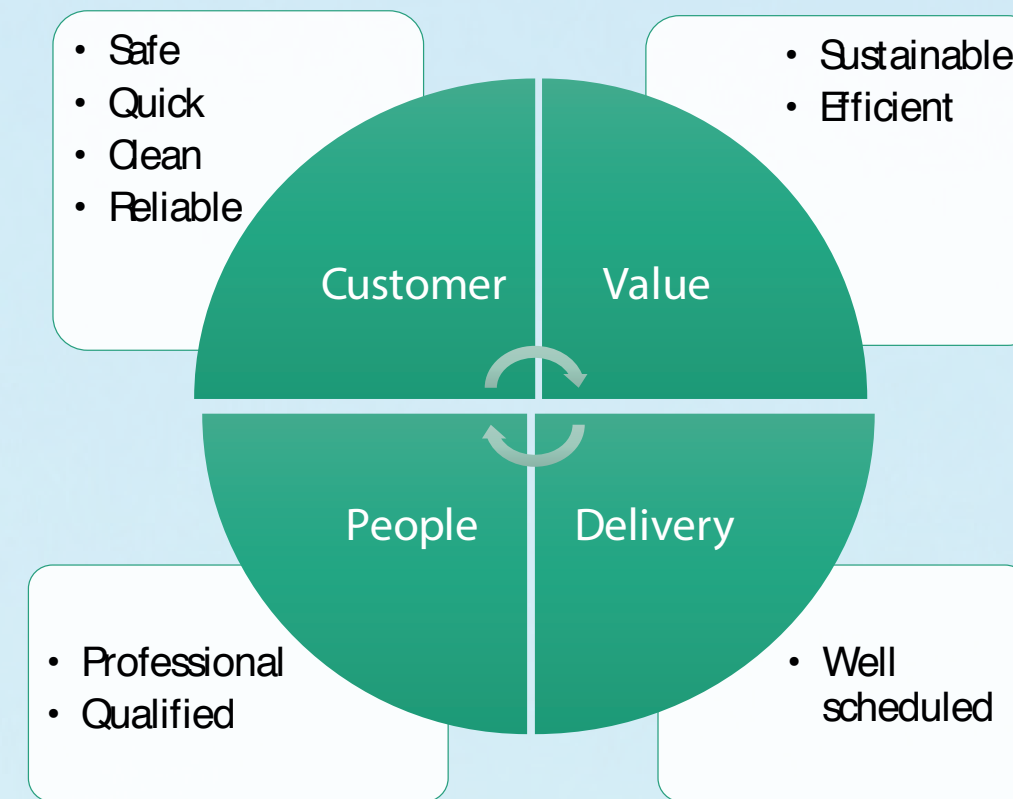 • Safe
• Quick
• Clean
• Reliable
• Sustainable
• Efficient
Customer
Value
People
Delivery
• Professional
• Qualified
• Well
scheduled